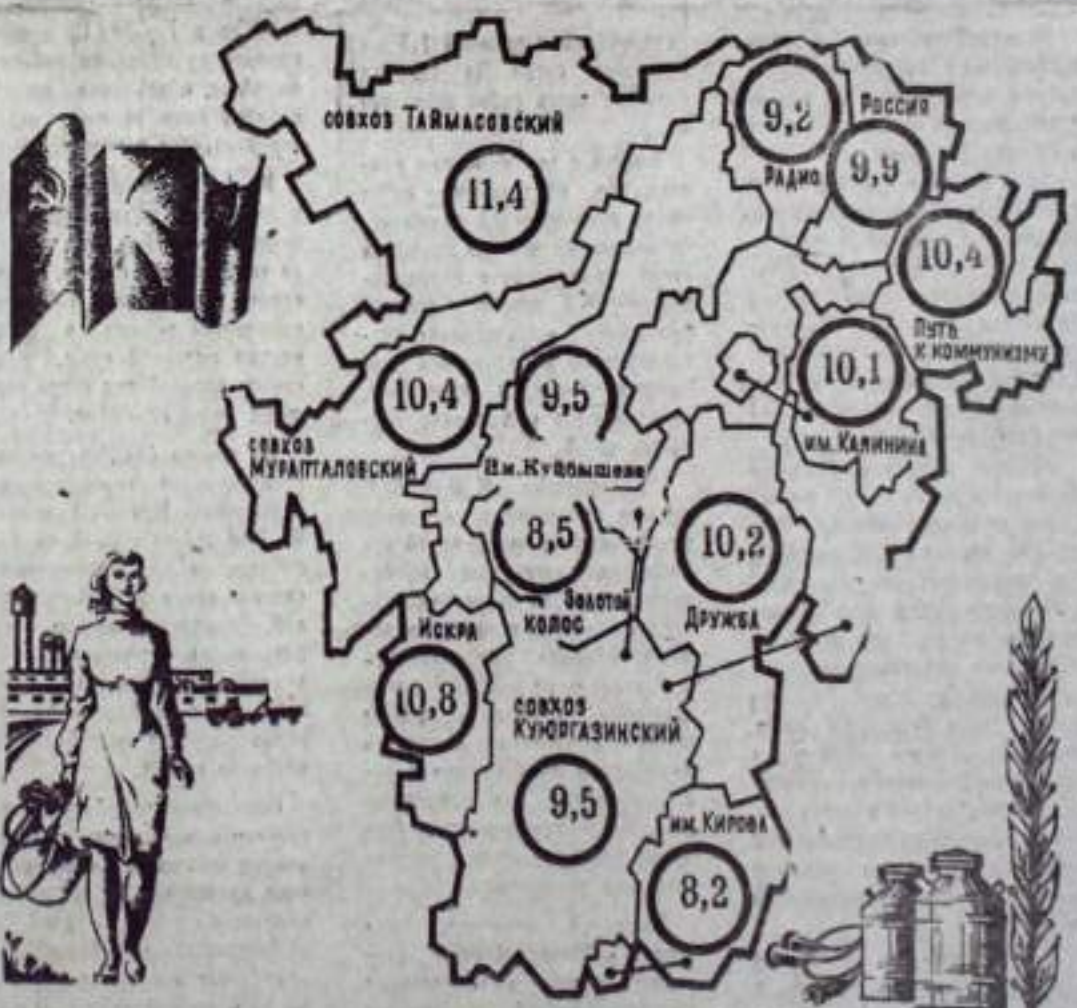 совхоз Таймасовский
11,4
9,2
Радио
Россия
9,9
10,4
Путь
к коммунизму
10,1
им. Калинина
10,4
совхоз
Мурапталовский
9,5
Им. Куйбышева
8,5
Золотой
колос
10,2
Дружба
Искра
10,8
совхоз
Куюргазинский
9,5
им. Кирова
8,2